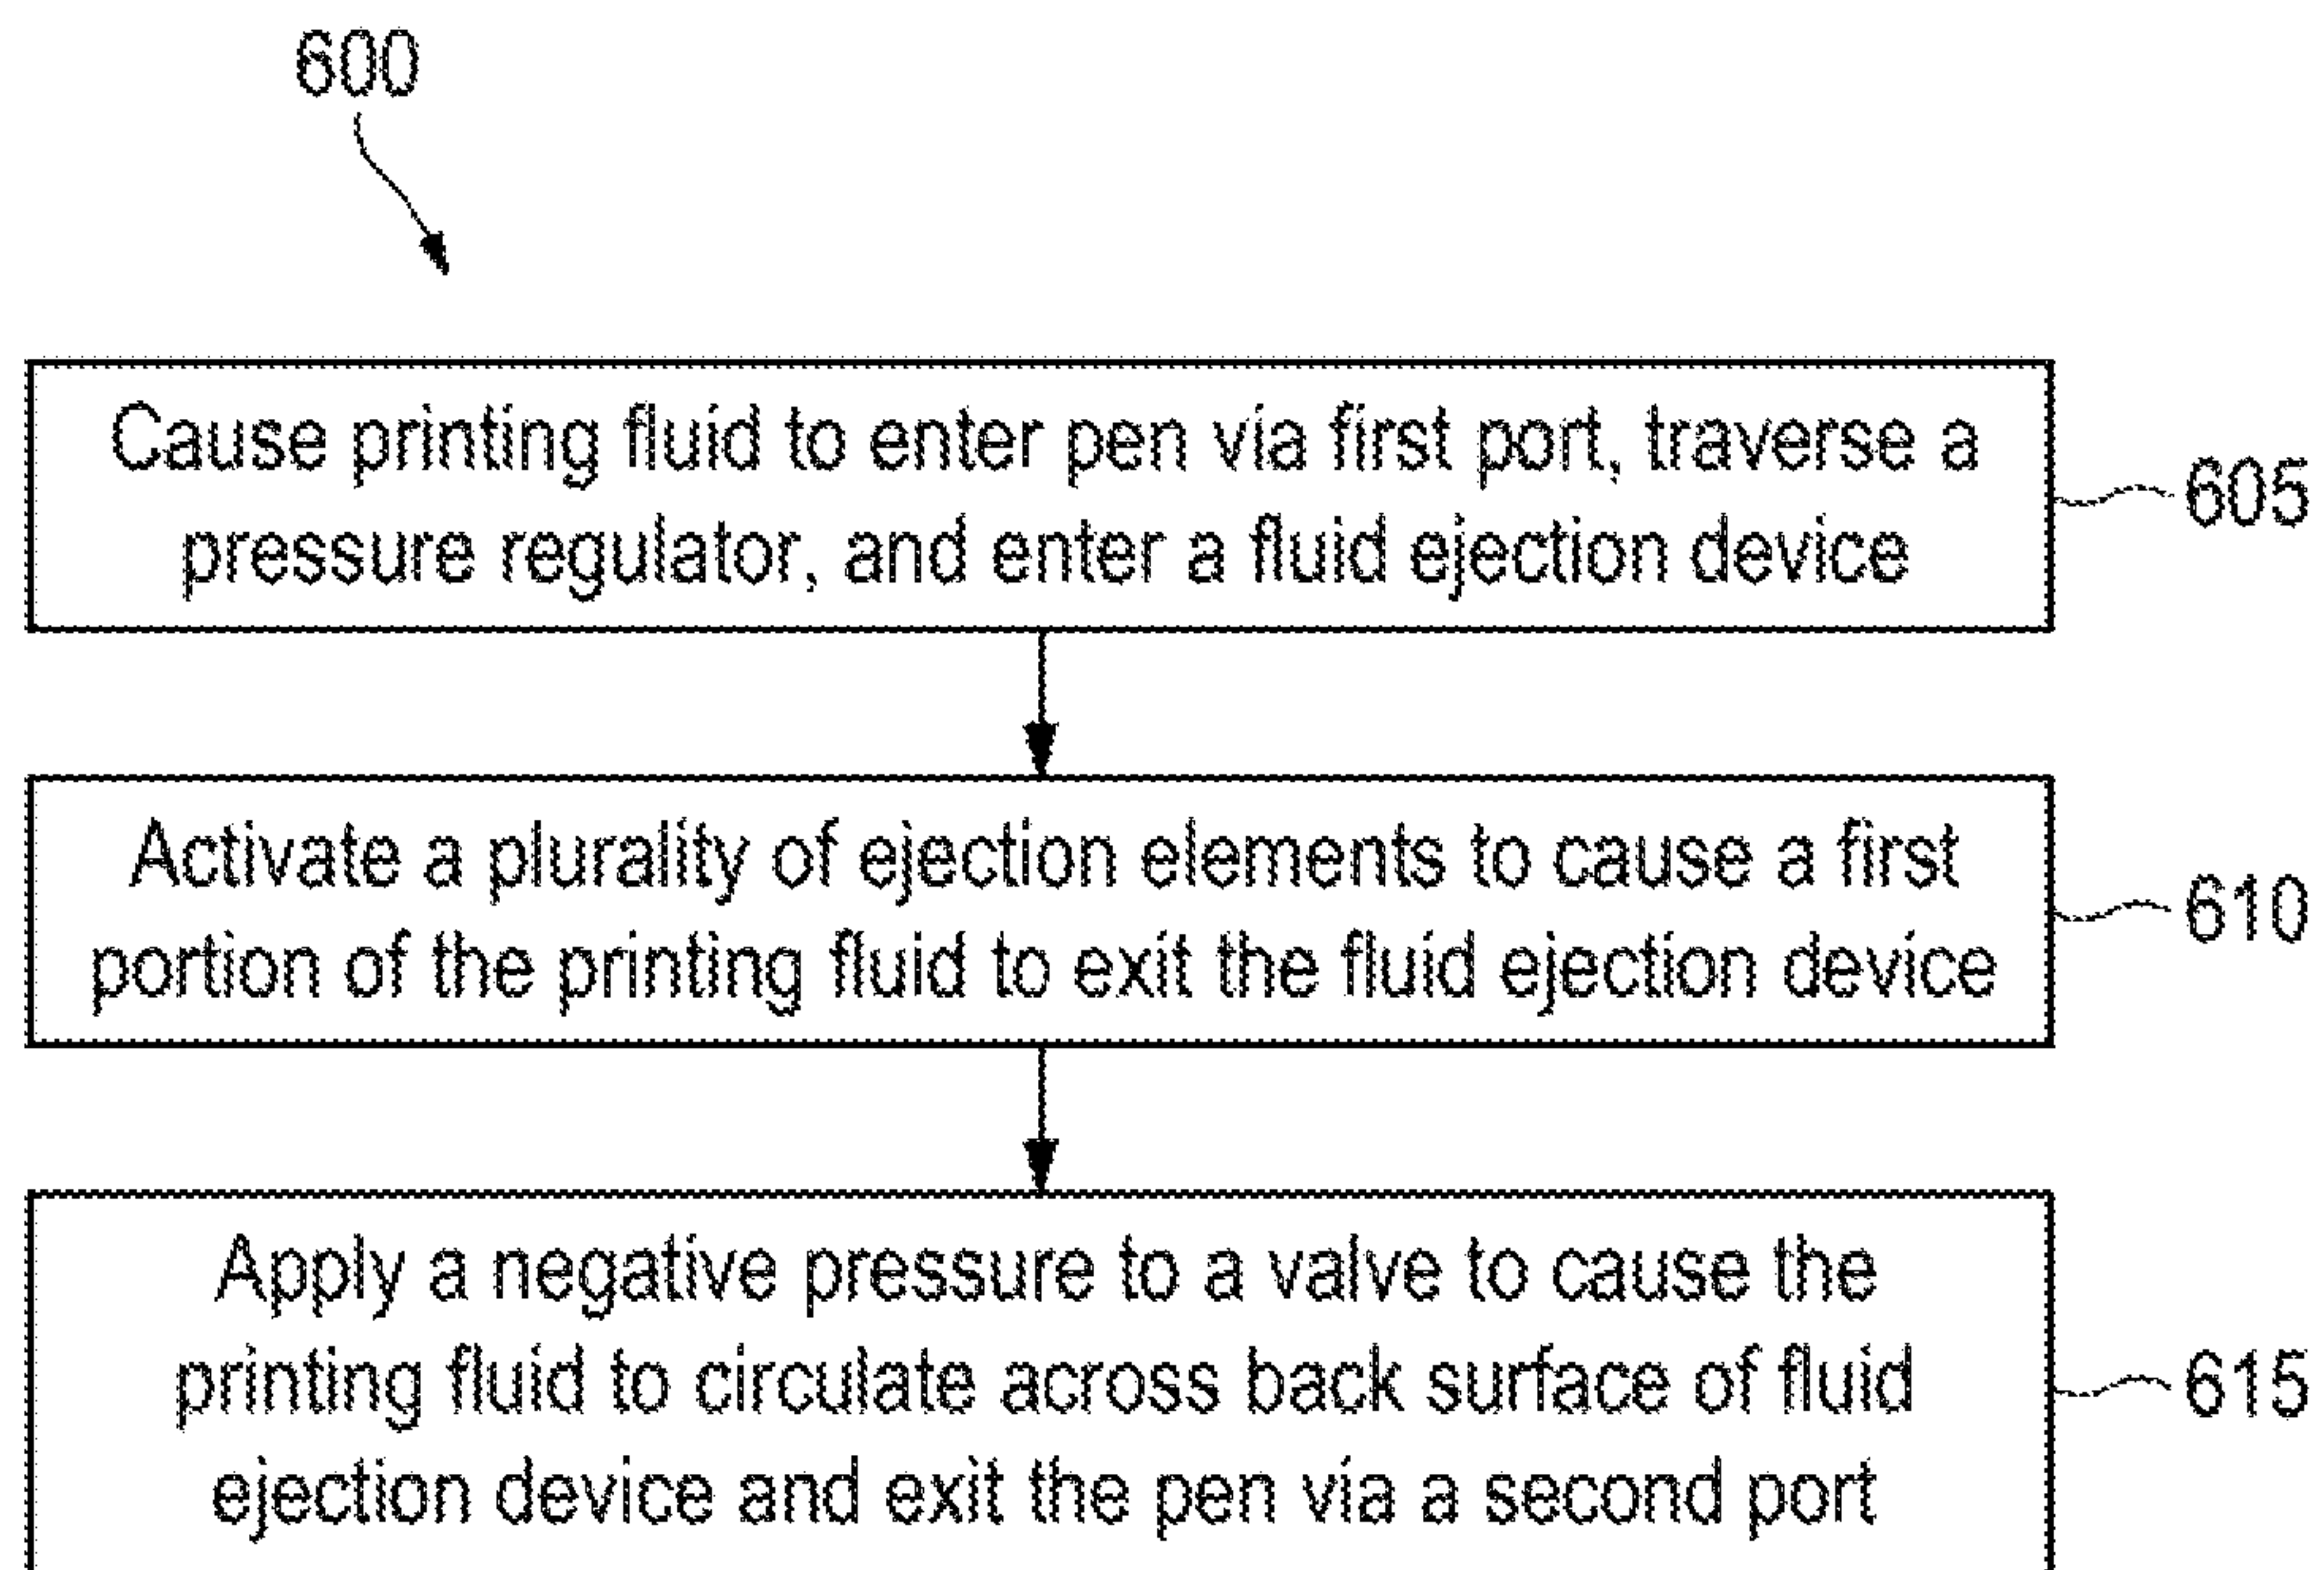 600
Cause printing fluid to enter pen via first port, traverse a
pressure regulator, and enter a fluid ejection device
605
Activate a plurality of ejection elements to cause a first
portion of the printing fluid to exit the fluid ejection device
610
Apply a negative pressure to a valve to cause the
printing fluid to circulate across back surface of fluid
ejection device and exit the pen via a second port
615